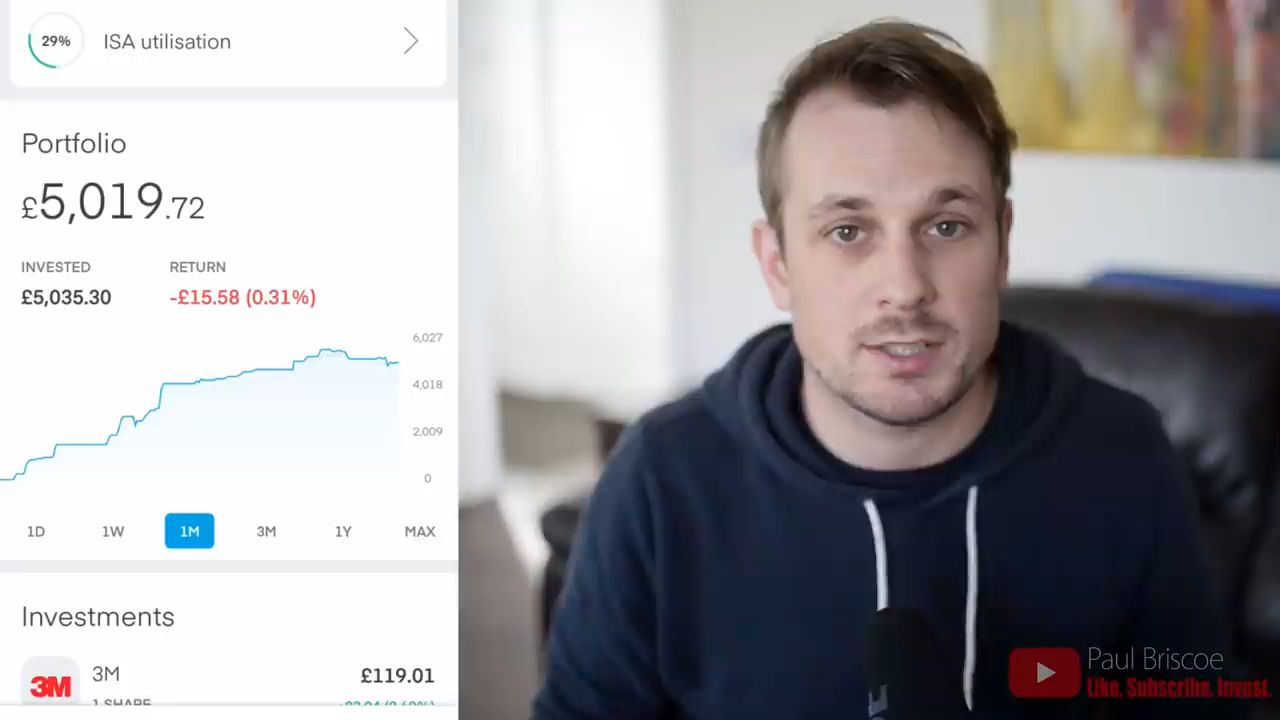 29%
ISA utilisation
Portfolio
£5,019.72
INVESTED
RETURN
£5,035.30
-£15.58 (0.31%)
6,027
4,018
2,009
0
1D
1W
1M
3M
1Y
MAX
Investments
3M
3M
£119.01
1 SHARE
Paul Briscoe
Like. Subscribe. Invest.